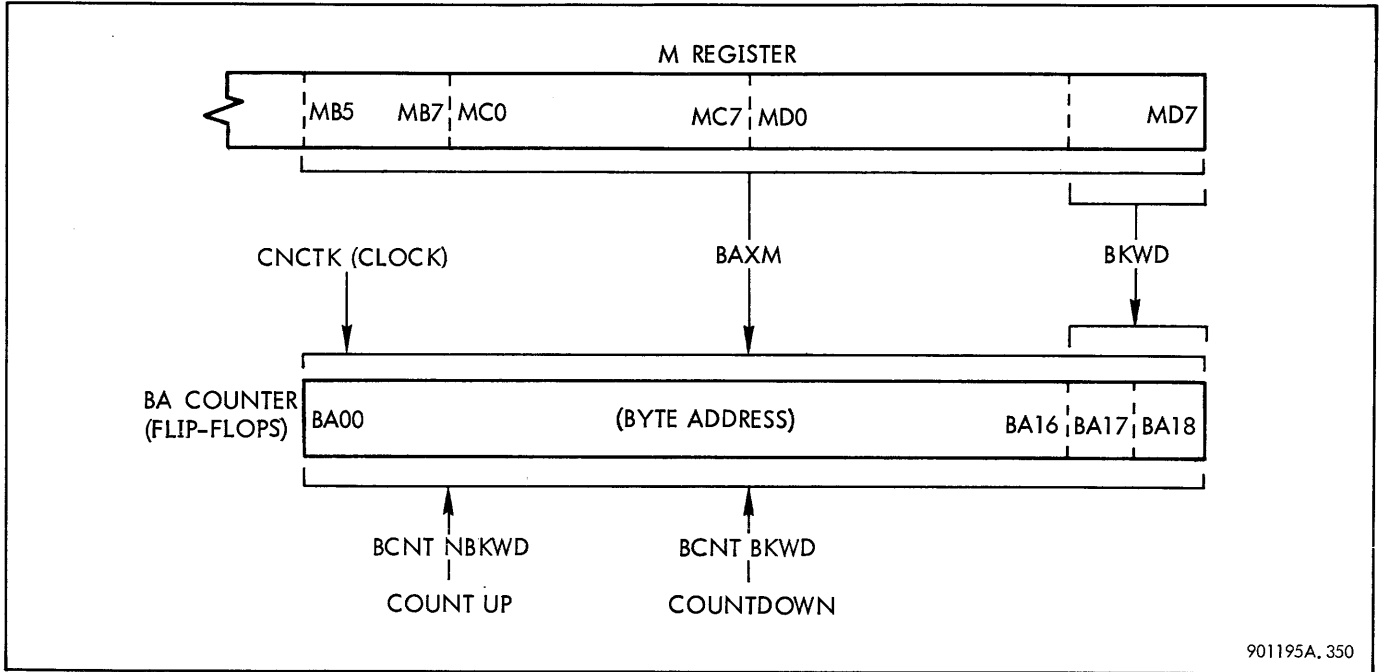 M REGISTER
MB5 MB7 MC0 MC7 MD0 MD7
CNCTK (CLOCK) BAXM BKWD
BA COUNTER
(FLIP-FLOPS)
BA00 (BYTE ADDRESS) BA16 BA17 BA18
BCNT NBKWD BCNT BKWD
COUNT UP COUNTDOWN
901195A. 350